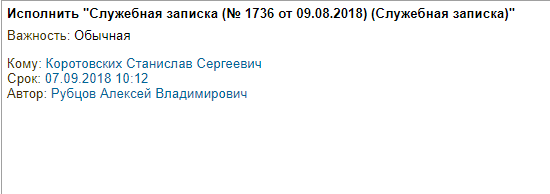 Исполнить "Служебная записка (№ 1736 от 09.08.2018) (Служебная записка)"
Важность: Обычная
Кому: Коротовских Станислав Сергеевич
Срок: 07.09.2018 10:12
Автор: Рубцов Алексей Владимирович